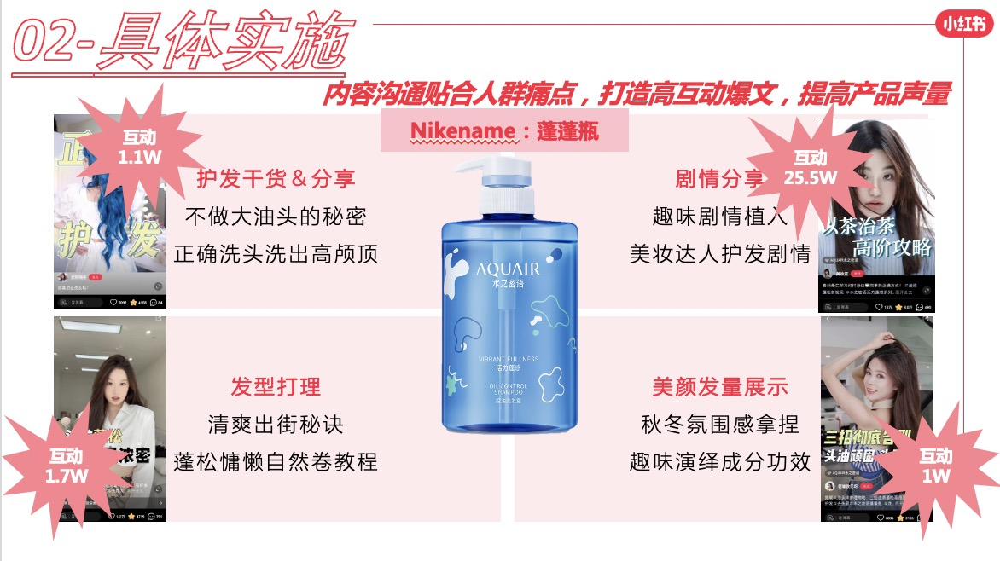 02-具体实施
小红书
内容沟通贴合人群痛点，打造高互动爆文，提高产品声量
Nikename：蓬蓬瓶
互动
1.1W
正
护 发
护发干货＆分享
不做大油头的秘密
正确洗头洗出高颅顶
剧情分享
趣味剧情植入
美妆达人护发剧情
互动
25.5W
以茶治茶
高阶攻略
AQUAIR
水之密语
VIBRANT FULLNESS
活力蓬感
OIL CONTROL
SHAMPOO
控油洗发露
发型打理
清爽出街秘诀
蓬松慵懒自然卷教程
互动
1.7W
蓬松
浓密
美颜发量展示
秋冬氛围感拿捏
趣味演绎成分功效
三招彻底告别
头油顽固
互动
1W